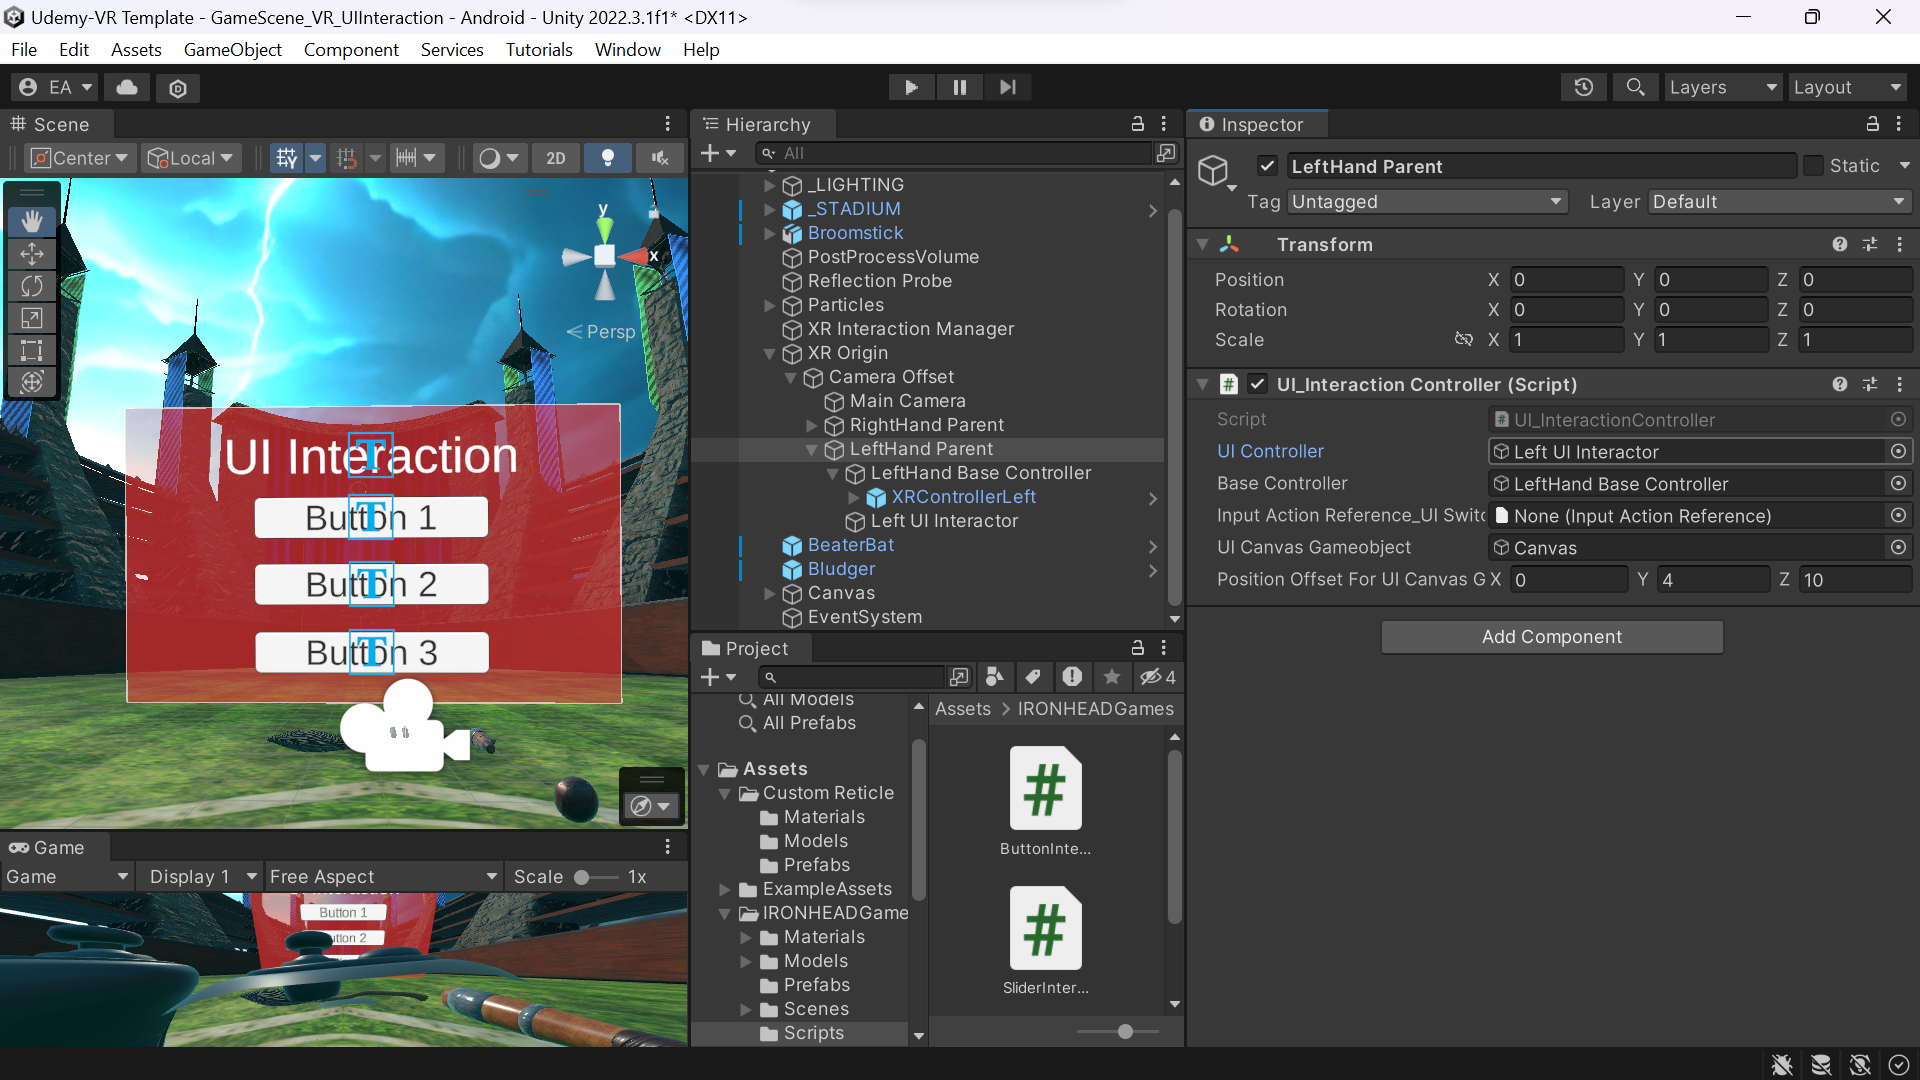 Udemy-VR Template - GameScene_VR_UIInteraction - Android - Unity 2022.3.1f1* <DX11>
File Edit Assets GameObject Component Services Tutorials Window Help
EA
Layers Layout
Scene
Center Local 2D
y
x
Persp
UI Interaction
Button 1
Button 2
Button 3
Game
Game Display 1 Free Aspect Scale 1x
Button 1
Hierarchy
All
_LIGHTING
_STADIUM
Broomstick
PostProcessVolume
Reflection Probe
Particles
XR Interaction Manager
XR Origin
Camera Offset
Main Camera
RightHand Parent
LeftHand Parent
LeftHand Base Controller
XRControllerLeft
Left UI Interactor
BeaterBat
Bludger
Canvas
EventSystem
Project
4
All Models
All Prefabs
Assets
Custom Reticle
Materials
Models
Prefabs
ExampleAssets
IRONHEADGame
Materials
Models
Prefabs
Scenes
Scripts
Assets > IRONHEADGames
ButtonInte...
SliderInter...
Inspector
LeftHand Parent Static
Tag Untagged Layer Default
Transform
Position X 0 Y 0 Z 0
Rotation X 0 Y 0 Z 0
Scale X 1 Y 1 Z 1
# UI_Interaction Controller (Script)
Script UI_InteractionController
UI Controller Left UI Interactor
Base Controller LeftHand Base Controller
Input Action Reference_UI Switc None (Input Action Reference)
UI Canvas Gameobject Canvas
Position Offset For UI Canvas G X 0 Y 4 Z 10
Add Component